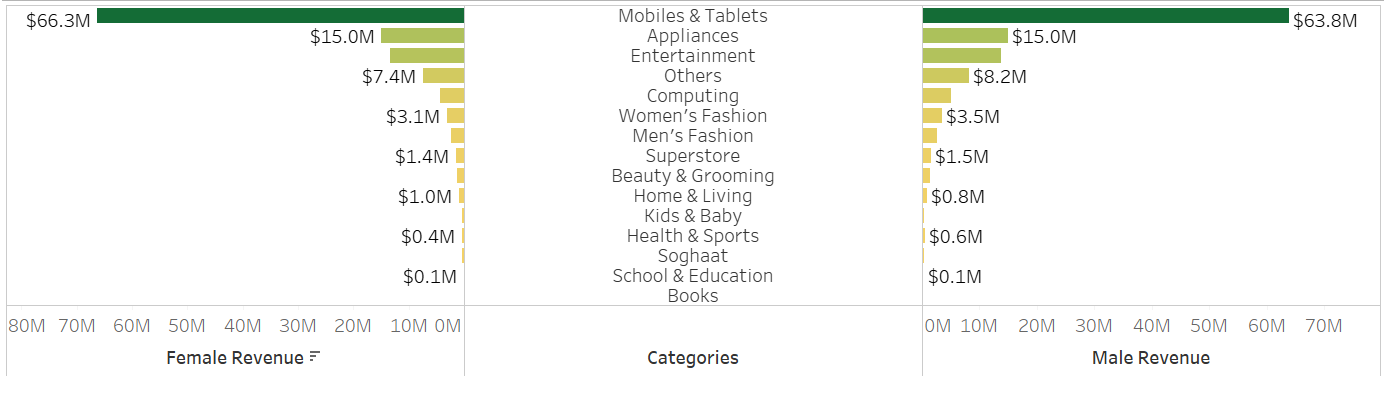 $66.3M Mobiles & Tablets $63.8M
$15.0M Appliances $15.0M
Entertainment
$7.4M Others $8.2M
Computing
$3.1M Women's Fashion $3.5M
Men's Fashion
$1.4M Superstore $1.5M
Beauty & Grooming
$1.0M Home & Living $0.8M
Kids & Baby
$0.4M Health & Sports $0.6M
Soghaat
$0.1M School & Education $0.1M
Books
80M 70M 60M 50M 40M 30M 20M 10M 0M 0M 10M 20M 30M 40M 50M 60M 70M
Female Revenue Categories Male Revenue